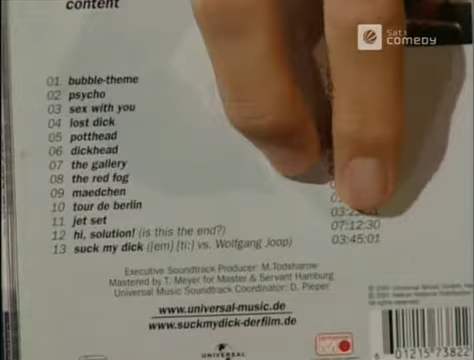 content
Sat.1
comedy
01 bubble-theme
02 psycho
03 sex with you
04 lost dick
05 potthead
06 dickhead
07 the gallery
08 the red fog
09 maedchen
10 tour de berlin
11 jet set
12 hi, solution! (is this the end?) 07:12:30
13 suck my dick ([em] [ti:] vs. Wolfgang Joop) 03:45:01
Executive Soundtrack Producer: M.Todsharow
Mastered by T. Meyer for Master & Servant Hamburg
Universal Music Soundtrack Coordinator: D. Pieper
www.universal-music.de
www.suckmydick-derfilm.de
UNIVERSAL
601215"73822